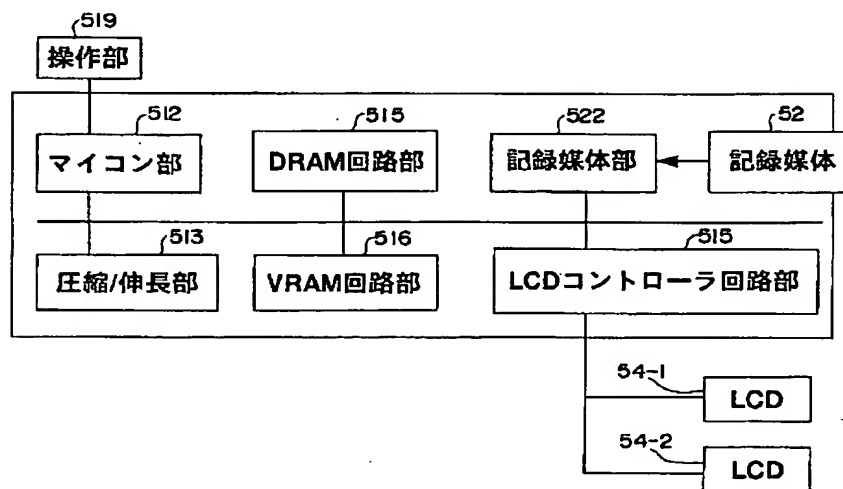 519
操作部
512
515
522
52
マイコン部
DRAM回路部
記録媒体部
記録媒体
513
516
515
圧縮/伸長部
VRAM回路部
LCDコントローラ回路部
54-1
LCD
54-2
LCD